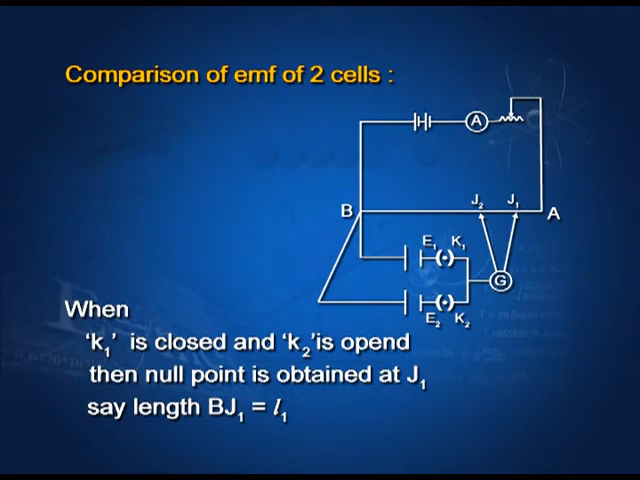 Comparison of emf of 2 cells :
A
J2 J1
B A
E1 K1
G
E2 K2
When
‘k1’ is closed and ‘k2’is opend
then null point is obtained at J1
say length BJ1 = l1